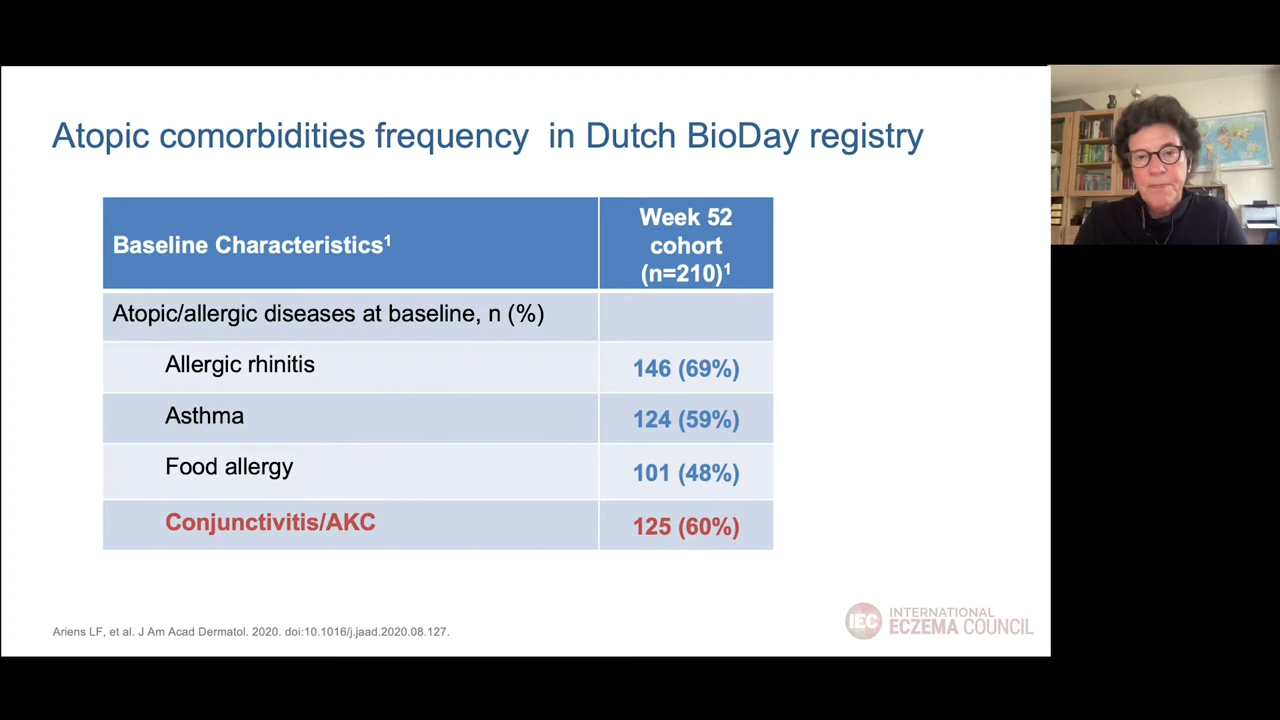 Atopic comorbidities frequency in Dutch BioDay registry
Baseline Characteristics¹
Week 52
cohort
(n=210)¹
Atopic/allergic diseases at baseline, n (%)
Allergic rhinitis
146 (69%)
Asthma
124 (59%)
Food allergy
101 (48%)
Conjunctivitis/AKC
125 (60%)
Ariens LF, et al. J Am Acad Dermatol. 2020. doi:10.1016/j.jaad.2020.08.127.
IEC
INTERNATIONAL
ECZEMA COUNCIL